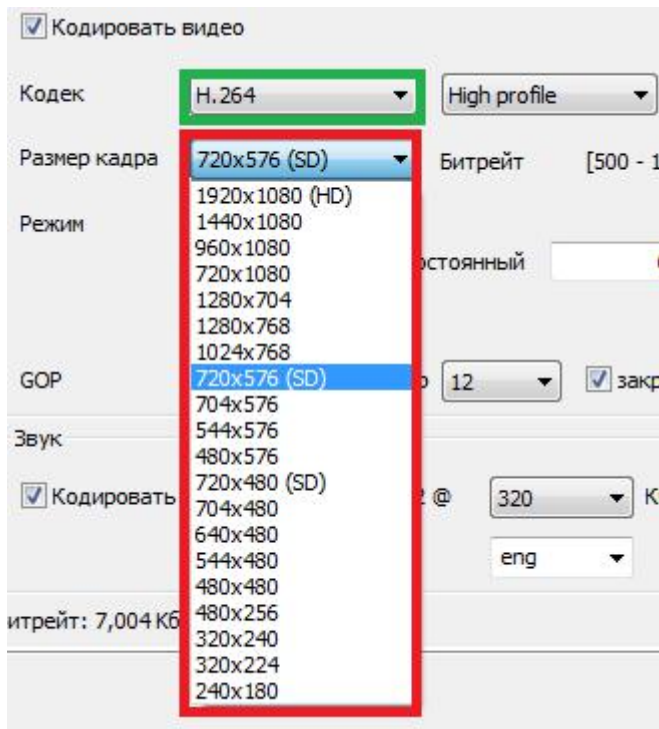 Кодировать видео
Кодек H.264 High profile
Размер кадра 720x576 (SD) Битрейт [500 - 1
1920x1080 (HD)
Режим 1440x1080
960x1080
720x1080 остоянный
1280x704
1280x768
1024x768
GOP 720x576 (SD) 12 закр
704x576
544x576
Звук
480x576
720x480 (SD)
Кодировать 704x480 @ 320 К
640x480
544x480 eng
480x480
итрейт: 7,004 Кб 480x256
320x240
320x224
240x180